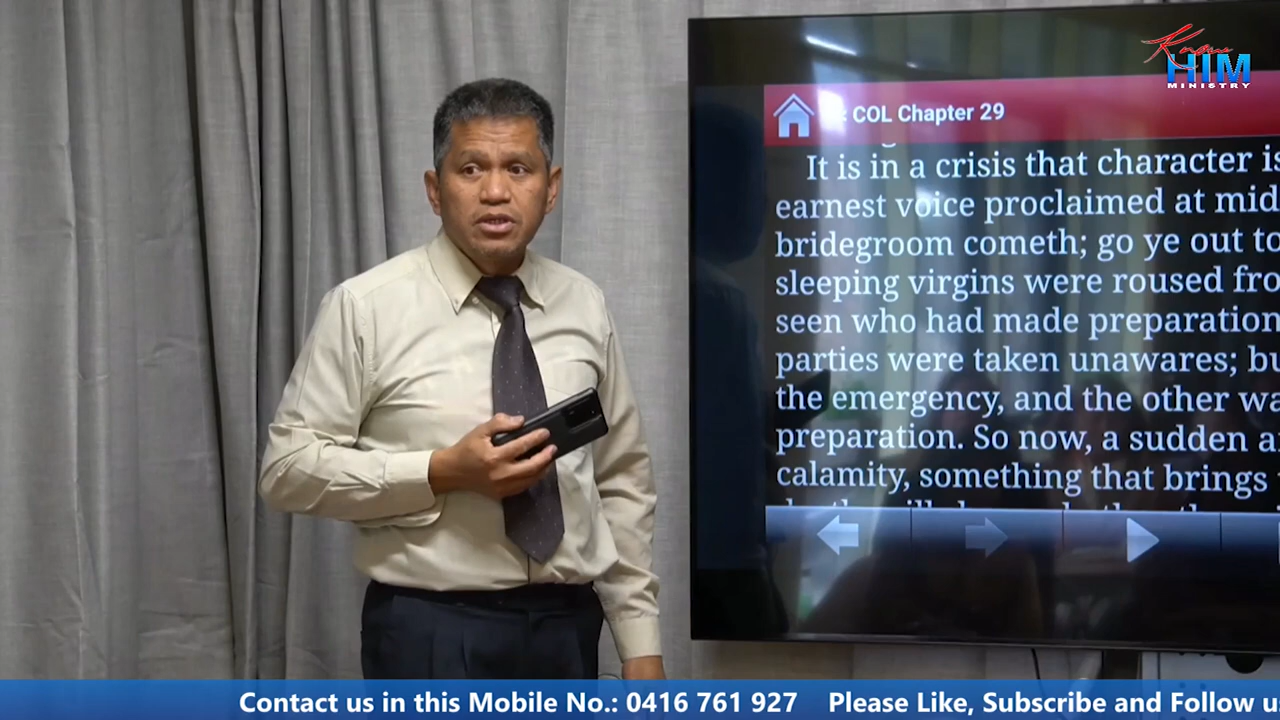 Know
HIM
MINISTRY
COL Chapter 29
It is in a crisis that character is
earnest voice proclaimed at mid
bridegroom cometh; go ye out to
sleeping virgins were roused fro
seen who had made preparation
parties were taken unawares; bu
the emergency, and the other wa
preparation. So now, a sudden a
calamity, something that brings
Contact us in this Mobile No.: 0416 761 927 Please Like, Subscribe and Follow u